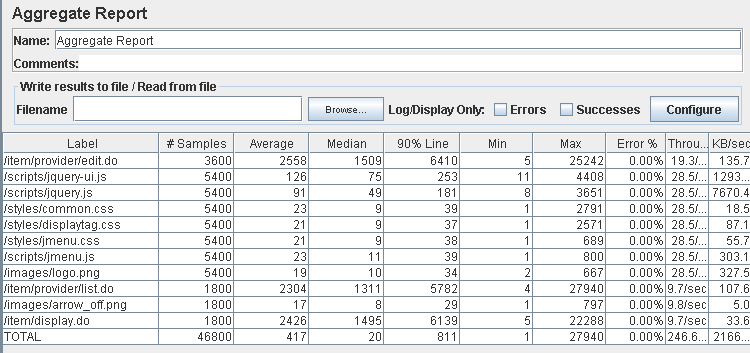 Aggregate Report
Name: Aggregate Report
Comments:
Write results to file / Read from file
Filename Browse... Log/Display Only: Errors Successes Configure
Label # Samples Average Median 90% Line Min Max Error % Throu... KB/sec
/item/provider/edit.do 3600 2558 1509 6410 5 25242 0.00% 19.3/... 135.7
/scripts/jquery-ui.js 5400 126 75 253 11 4408 0.00% 28.5/... 1293...
/scripts/jquery.js 5400 91 49 181 8 3651 0.00% 28.5/... 7670.4
/styles/common.css 5400 23 9 39 1 2791 0.00% 28.5/... 18.5
/styles/displaytag.css 5400 21 9 37 1 2571 0.00% 28.5/... 87.1
/styles/jmenu.css 5400 21 9 38 1 689 0.00% 28.5/... 55.7
/scripts/jmenu.js 5400 23 11 39 1 800 0.00% 28.5/... 303.1
/images/logo.png 5400 19 10 34 2 667 0.00% 28.5/... 327.5
/item/provider/list.do 1800 2304 1311 5782 4 27940 0.00% 9.7/sec 107.6
/images/arrow_off.png 1800 17 8 29 1 797 0.00% 9.8/sec 5.0
/item/display.do 1800 2426 1495 6139 5 22288 0.00% 9.7/sec 33.6
TOTAL 46800 417 20 811 1 27940 0.00% 246.6... 2166...